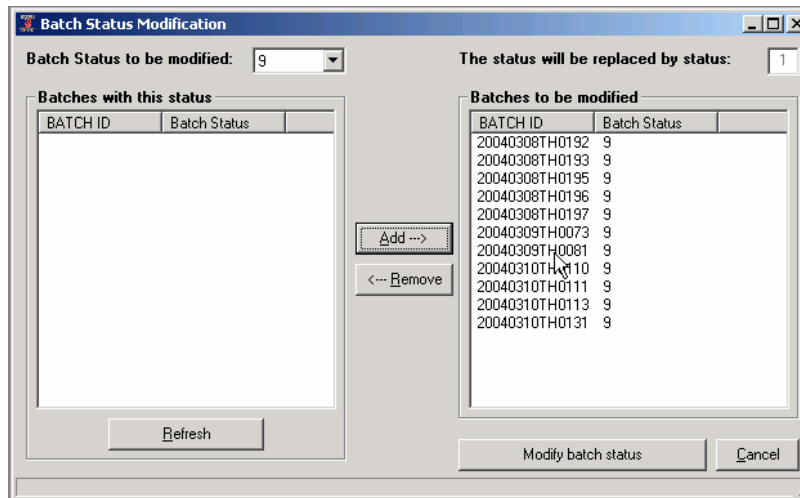 Batch Status Modification
Batch Status to be modified: 9
The status will be replaced by status: 1
Batches with this status
BATCH ID Batch Status
Add --->
<--- Remove
Refresh
Batches to be modified
BATCH ID Batch Status
20040308TH0192 9
20040308TH0193 9
20040308TH0195 9
20040308TH0196 9
20040308TH0197 9
20040309TH0073 9
20040309TH0081 9
20040310TH0110 9
20040310TH0111 9
20040310TH0113 9
20040310TH0131 9
Modify batch status
Cancel